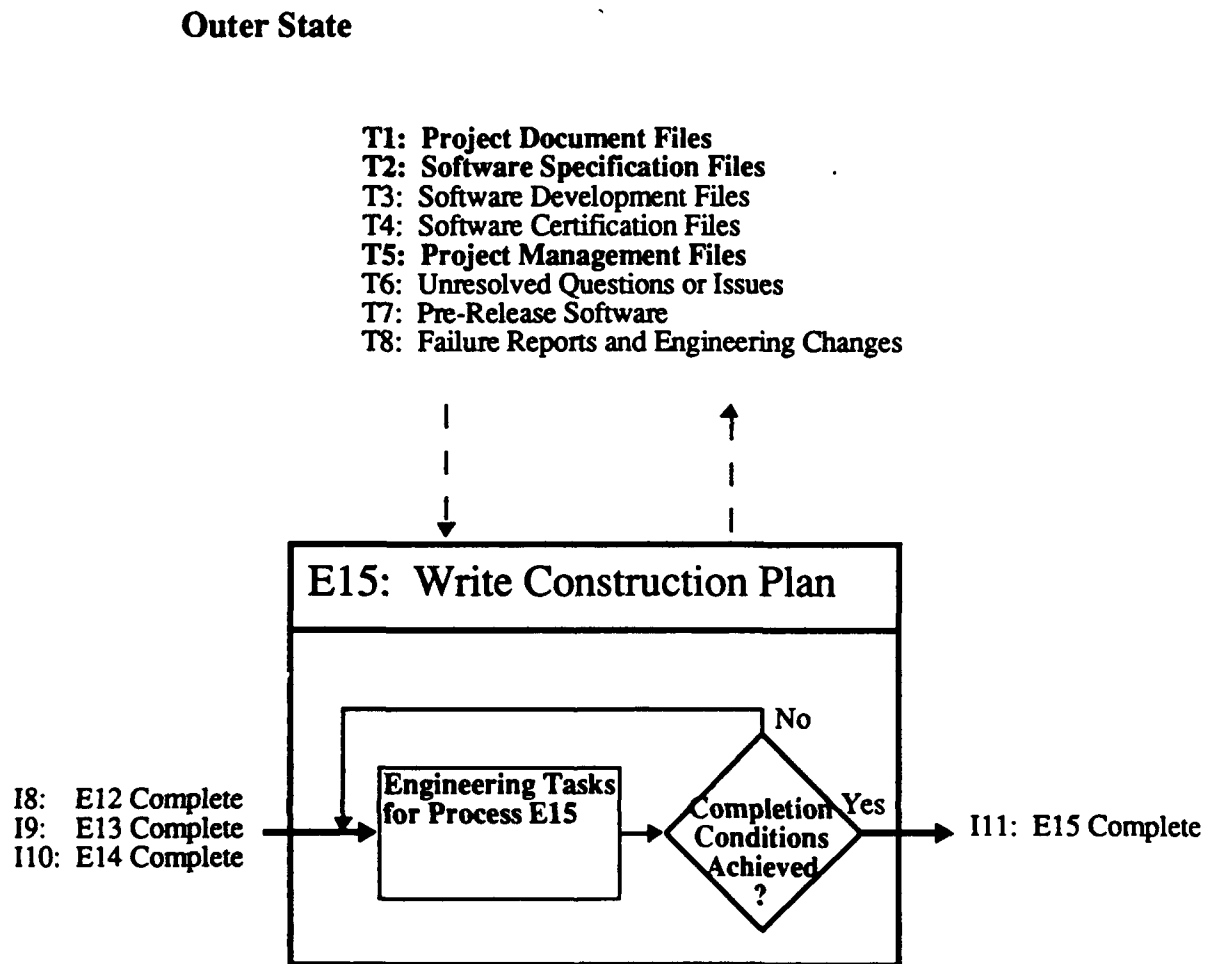 Outer State
T1: Project Document Files
T2: Software Specification Files
T3: Software Development Files
T4: Software Certification Files
T5: Project Management Files
T6: Unresolved Questions or Issues
T7: Pre-Release Software
T8: Failure Reports and Engineering Changes
E15: Write Construction Plan
No
Engineering Tasks
for Process E15
I8: E12 Complete
I9: E13 Complete
I10: E14 Complete
Completion
Conditions
Achieved
?
Yes
I11: E15 Complete